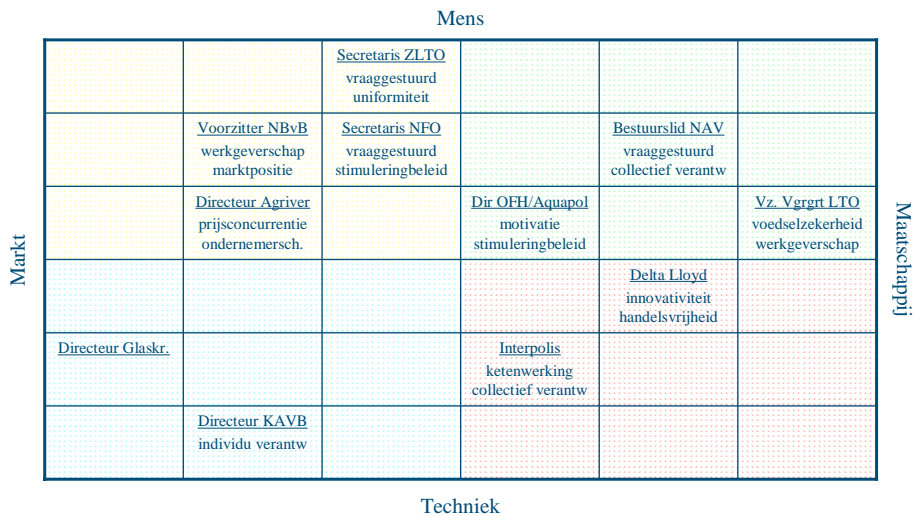 Mens
Secretaris ZLTO
vraaggestuurd
uniformiteit
Voorzitter NBvB
werkgeverschap
marktpositie
Secretaris NFO
vraaggestuurd
stimuleringbeleid
Bestuurslid NAV
vraaggestuurd
collectief verantw
Directeur Agriver
prijsconcurrentie
ondernemersch.
Dir OFH/Aquapol
motivatie
stimuleringbeleid
Vz. Vgrgrt LTO
voedselzekerheid
werkgeverschap
Markt
Maatschappij
Delta Lloyd
innovativiteit
handelsvrijheid
Directeur Glaskr.
Interpolis
ketenwerking
collectief verantw
Directeur KAVB
individu verantw
Techniek